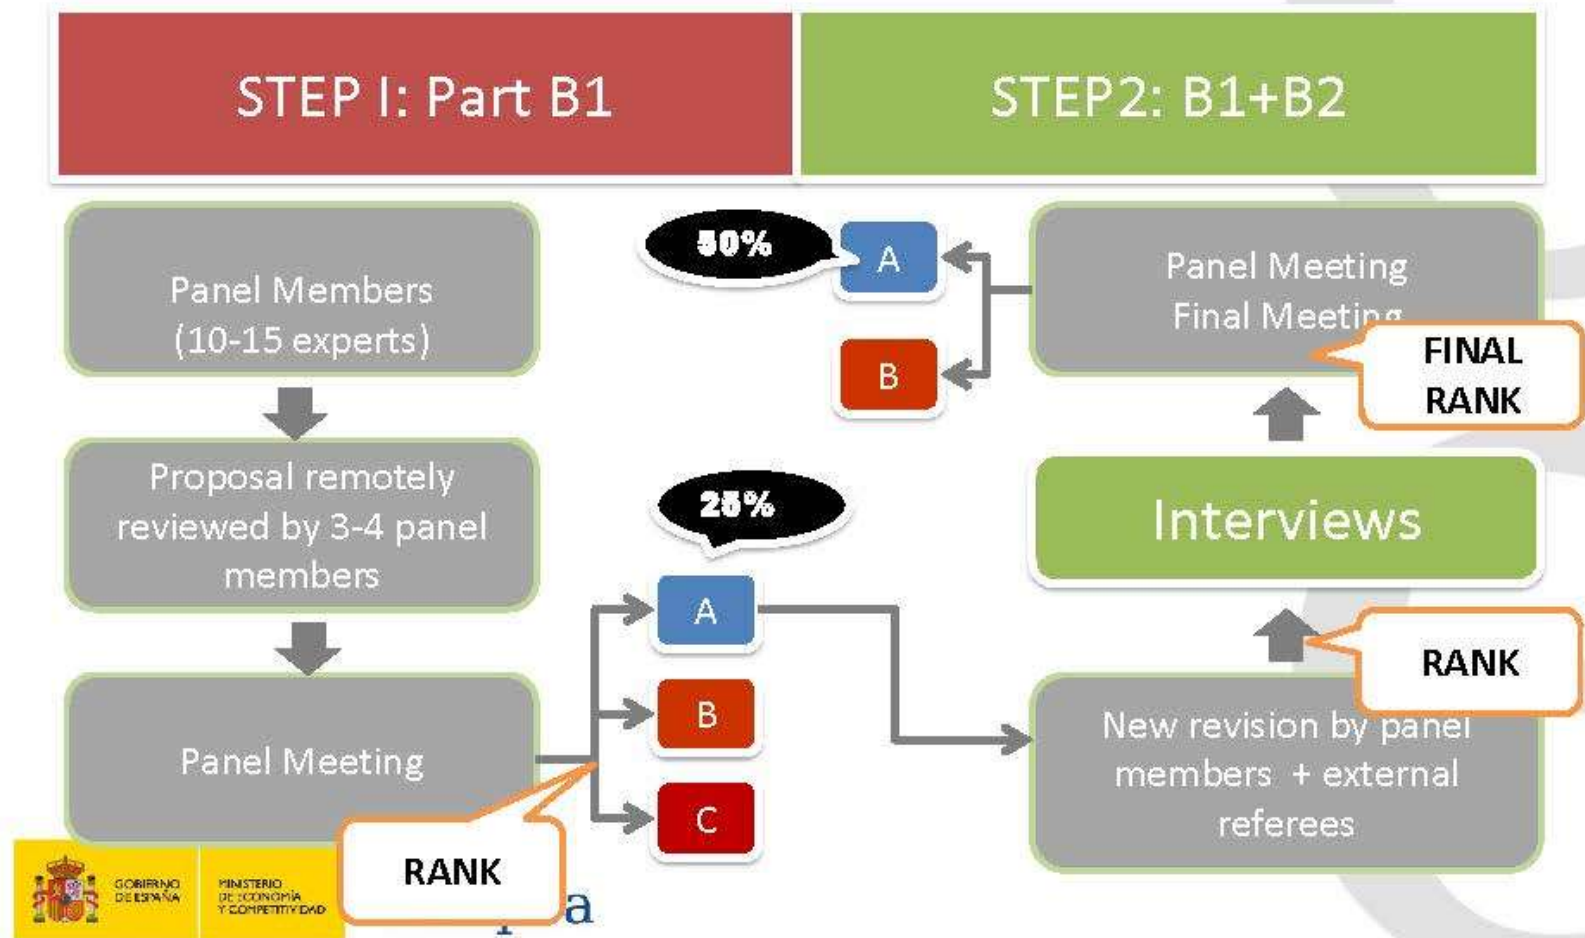 STEP I: Part B1
STEP2: B1+B2
Panel Members
(10-15 experts)
Proposal remotely
reviewed by 3-4 panel
members
Panel Meeting
RANK
A
B
C
A
B
Panel Meeting
Final Meeting
FINAL
RANK
Interviews
RANK
New revision by panel
members + external
referees
GOBIERNO
DE ESPAÑA
MINISTERIO
DE ECONOMÍA
Y COMPETITIVIDAD